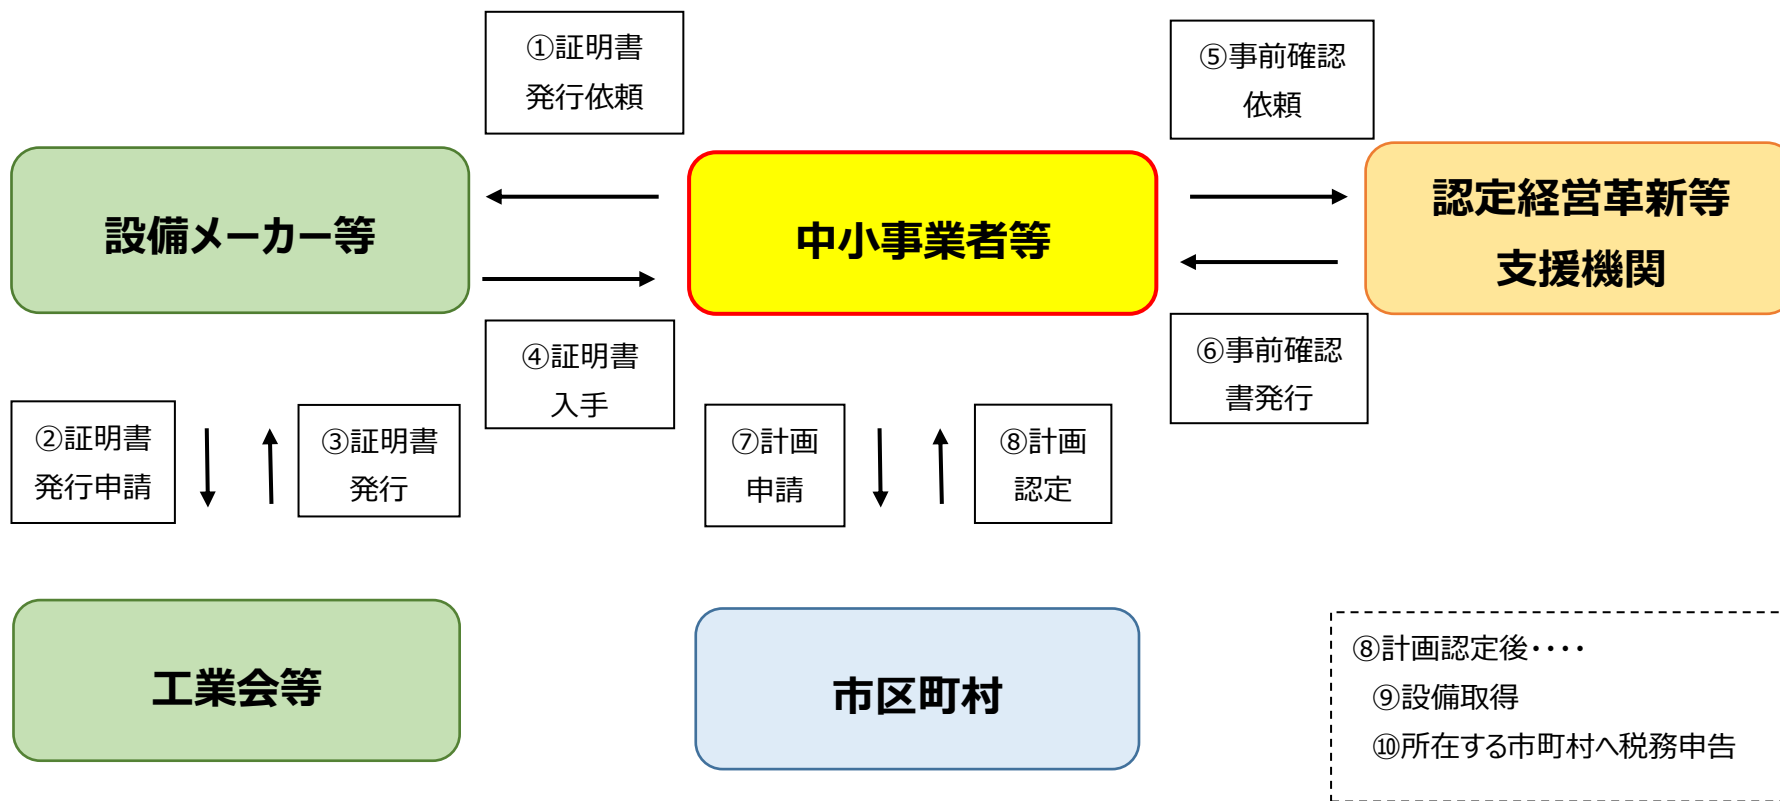 ①証明書
発行依頼
⑤事前確認
依頼
設備メーカー等
中小事業者等
認定経営革新等
支援機関
④証明書
入手
⑥事前確認
書発行
②証明書
発行申請
③証明書
発行
⑦計画
申請
⑧計画
認定
工業会等
市区町村
⑧計画認定後・・・・
⑨設備取得
⑩所在する市町村へ税務申告